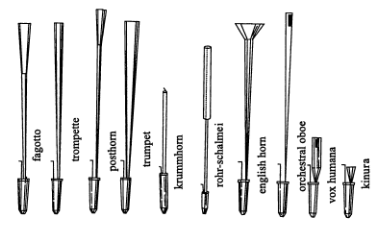 fagotto
trompette
posthorn
trumpet
krummhorn
rohr-schalmei
english horn
orchestral oboe
vox humana
kinura